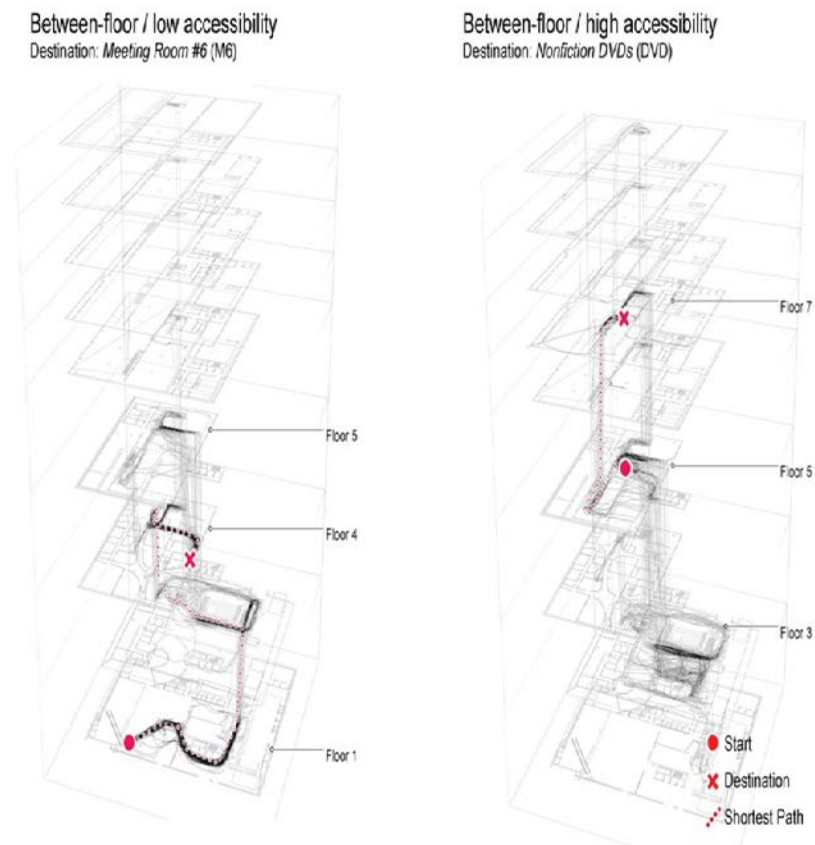 Between-floor / low accessibility
Destination: Meeting Room #6 (M6)
Floor 5
Floor 4
Floor 1
Between-floor / high accessibility
Destination: Nonfiction DVDs (DVD)
Floor 7
Floor 5
Floor 3
Start
Destination
Shortest Path